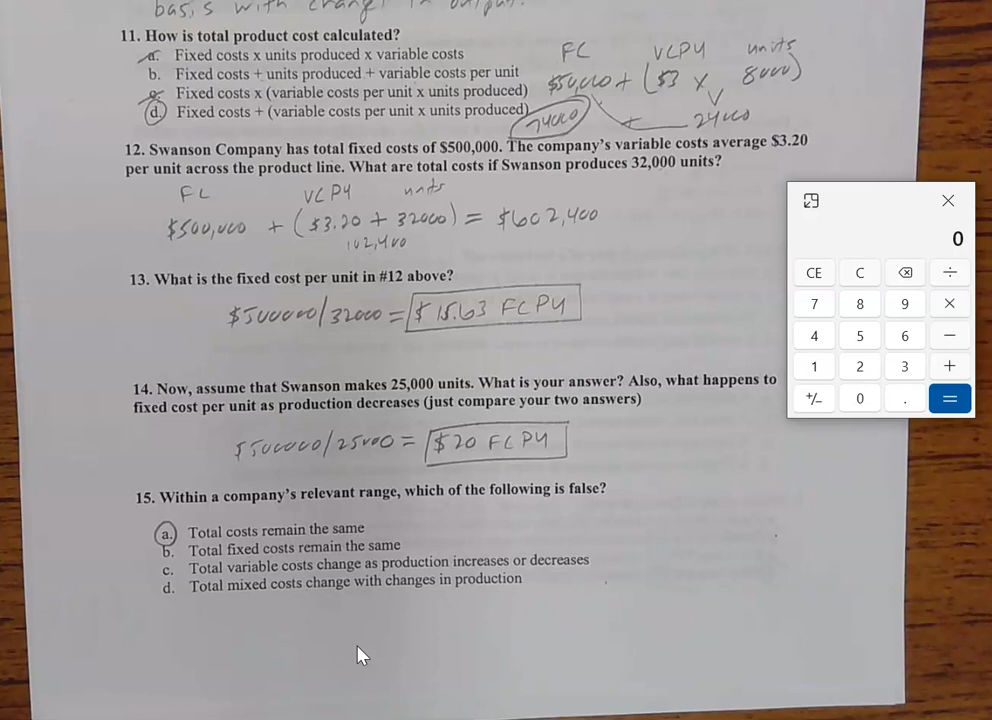 basis with changes in output.
11. How is total product cost calculated?
a. Fixed costs x units produced x variable costs
b. Fixed costs + units produced + variable costs per unit
c. Fixed costs x (variable costs per unit x units produced)
d. Fixed costs + (variable costs per unit x units produced)
FC VCPU units
$50,000 + ($3 x 8000)
74000 + 24000
12. Swanson Company has total fixed costs of $500,000. The company's variable costs average $3.20
per unit across the product line. What are total costs if Swanson produces 32,000 units?
FC VCPU units
$500,000 + ($3.20 + 32000) = $602,400
102,400
13. What is the fixed cost per unit in #12 above?
$500000/32000 = $15.63 FCPU
14. Now, assume that Swanson makes 25,000 units. What is your answer? Also, what happens to
fixed cost per unit as production decreases (just compare your two answers)
$500000/25000 = $20 FCPU
15. Within a company's relevant range, which of the following is false?
a. Total costs remain the same
b. Total fixed costs remain the same
c. Total variable costs change as production increases or decreases
d. Total mixed costs change with changes in production
0
CE C ⌫ ÷
7 8 9 ×
4 5 6 −
1 2 3 +
+/− 0 . =